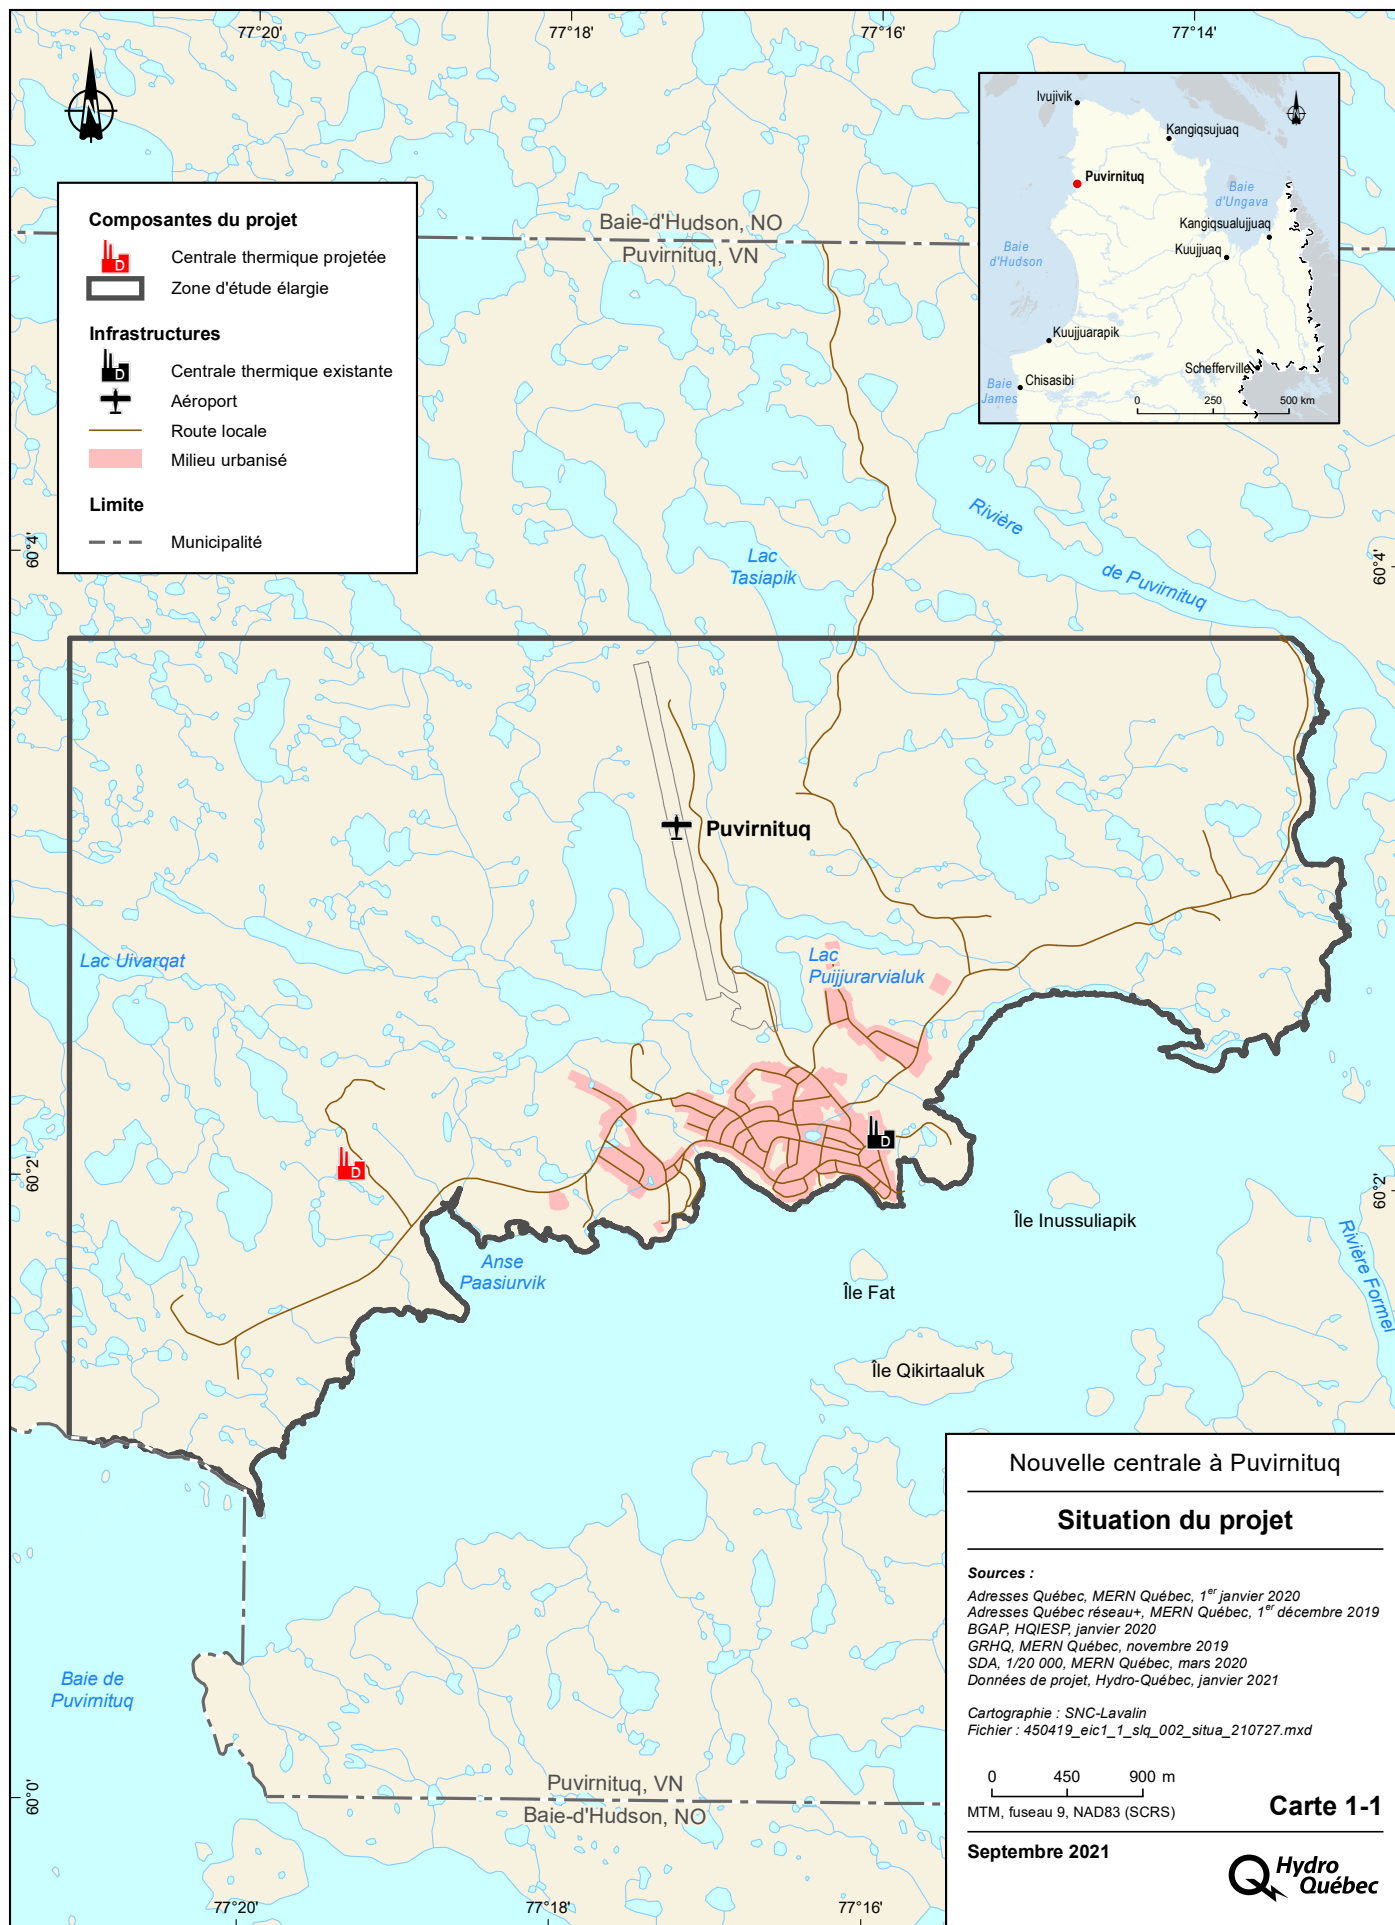 77°20'
77°18'
77°16'
77°14'
N
Ivujivik
Kangiqsujuaq
Puvirnituq
Baie
d'Ungava
Kangiqsualujjuaq
Baie
d'Hudson
Kuujjuaq
Kuujjuarapik
Schefferville
Baie
James
Chisasibi
0 250 500 km
Composantes du projet
D
Centrale thermique projetée
Zone d'étude élargie
Infrastructures
D
Centrale thermique existante
Aéroport
Route locale
Milieu urbanisé
Limite
Municipalité
Baie-d'Hudson, NO
Puvirnituq, VN
60°4'
60°4'
Lac
Tasiapik
Rivière
de Puvirnituq
Puvirnituq
Lac Uivarqat
Lac
Puijjurarvialuk
D
D
60°2'
60°2'
Île Inussuliapik
Rivière Formel
Anse
Paasiurvik
Île Fat
Île Qikirtaaluk
Baie de
Puvirnituq
60°0'
Puvirnituq, VN
Baie-d'Hudson, NO
77°20'
77°18'
77°16'
Nouvelle centrale à Puvirnituq
Situation du projet
Sources :
Adresses Québec, MERN Québec, 1er janvier 2020
Adresses Québec réseau+, MERN Québec, 1er décembre 2019
BGAP, HQIESP, janvier 2020
GRHQ, MERN Québec, novembre 2019
SDA, 1/20 000, MERN Québec, mars 2020
Données de projet, Hydro-Québec, janvier 2021
Cartographie : SNC-Lavalin
Fichier : 450419_eic1_1_slq_002_situa_210727.mxd
0 450 900 m
MTM, fuseau 9, NAD83 (SCRS)
Carte 1-1
Septembre 2021
Hydro
Québec